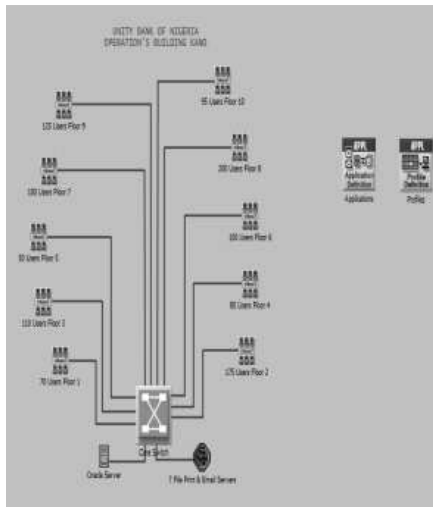 UNITY BANK OF NIGERIA
OPERATION'S BUILDING KANO
95 Users Floor 10
Users Floor 9
200 Users Floor 8
100 Users Floor 7
100 Users Floor 6
Users Floor 5
80 Users Floor 4
110 Users Floor 3
175 Users Floor 2
70 Users Floor 1
APPL
Application
Definition
Applications
APPL
Profile
Definition
Profiles
Core Switch
Oracle Server
7 File Print & Email Servers